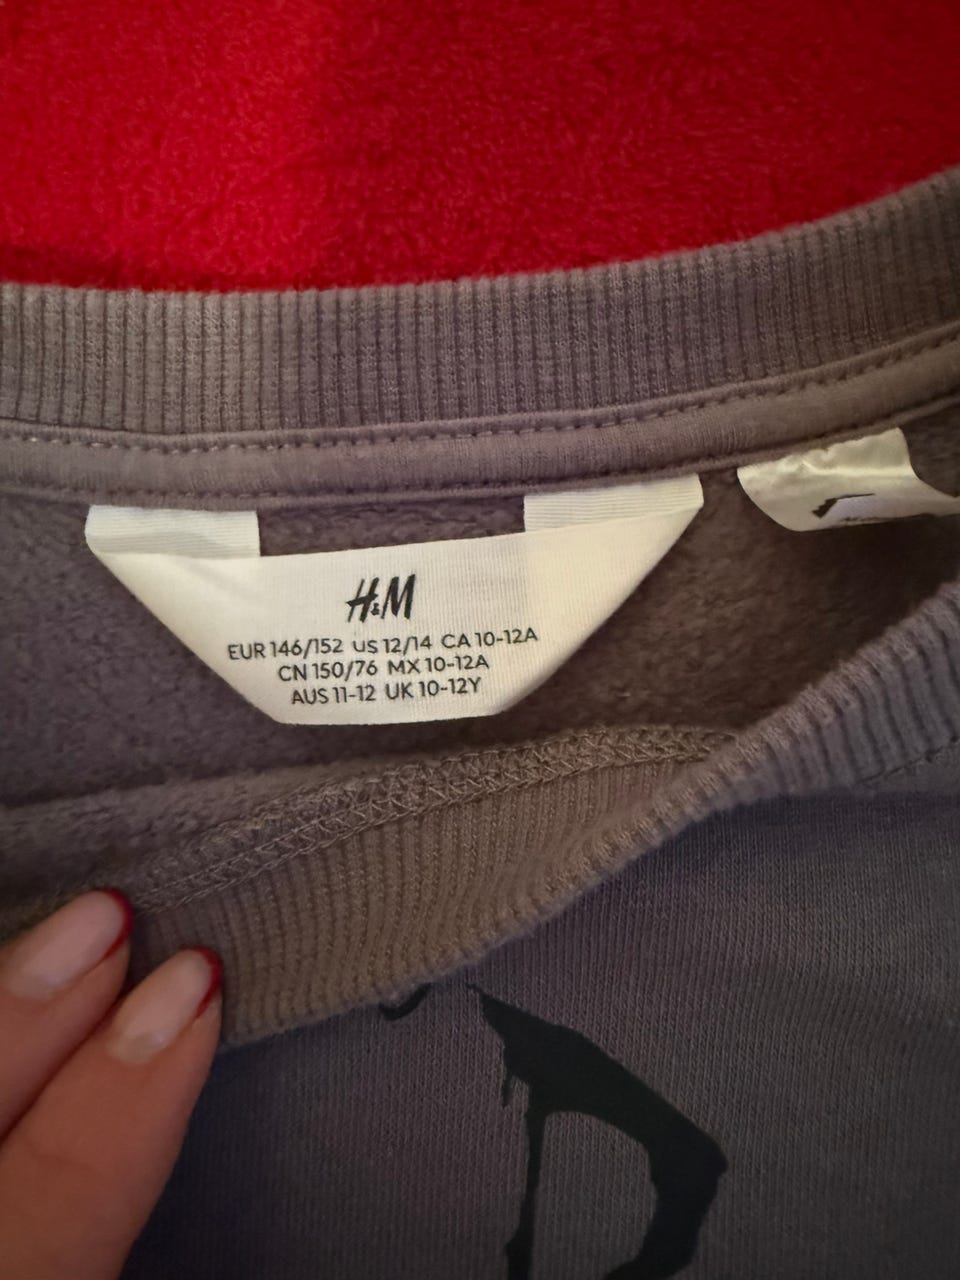 H&M
EUR 146/152 US 12/14 CA 10-12A
CN 150/76 MX 10-12A
AUS 11-12 UK 10-12Y